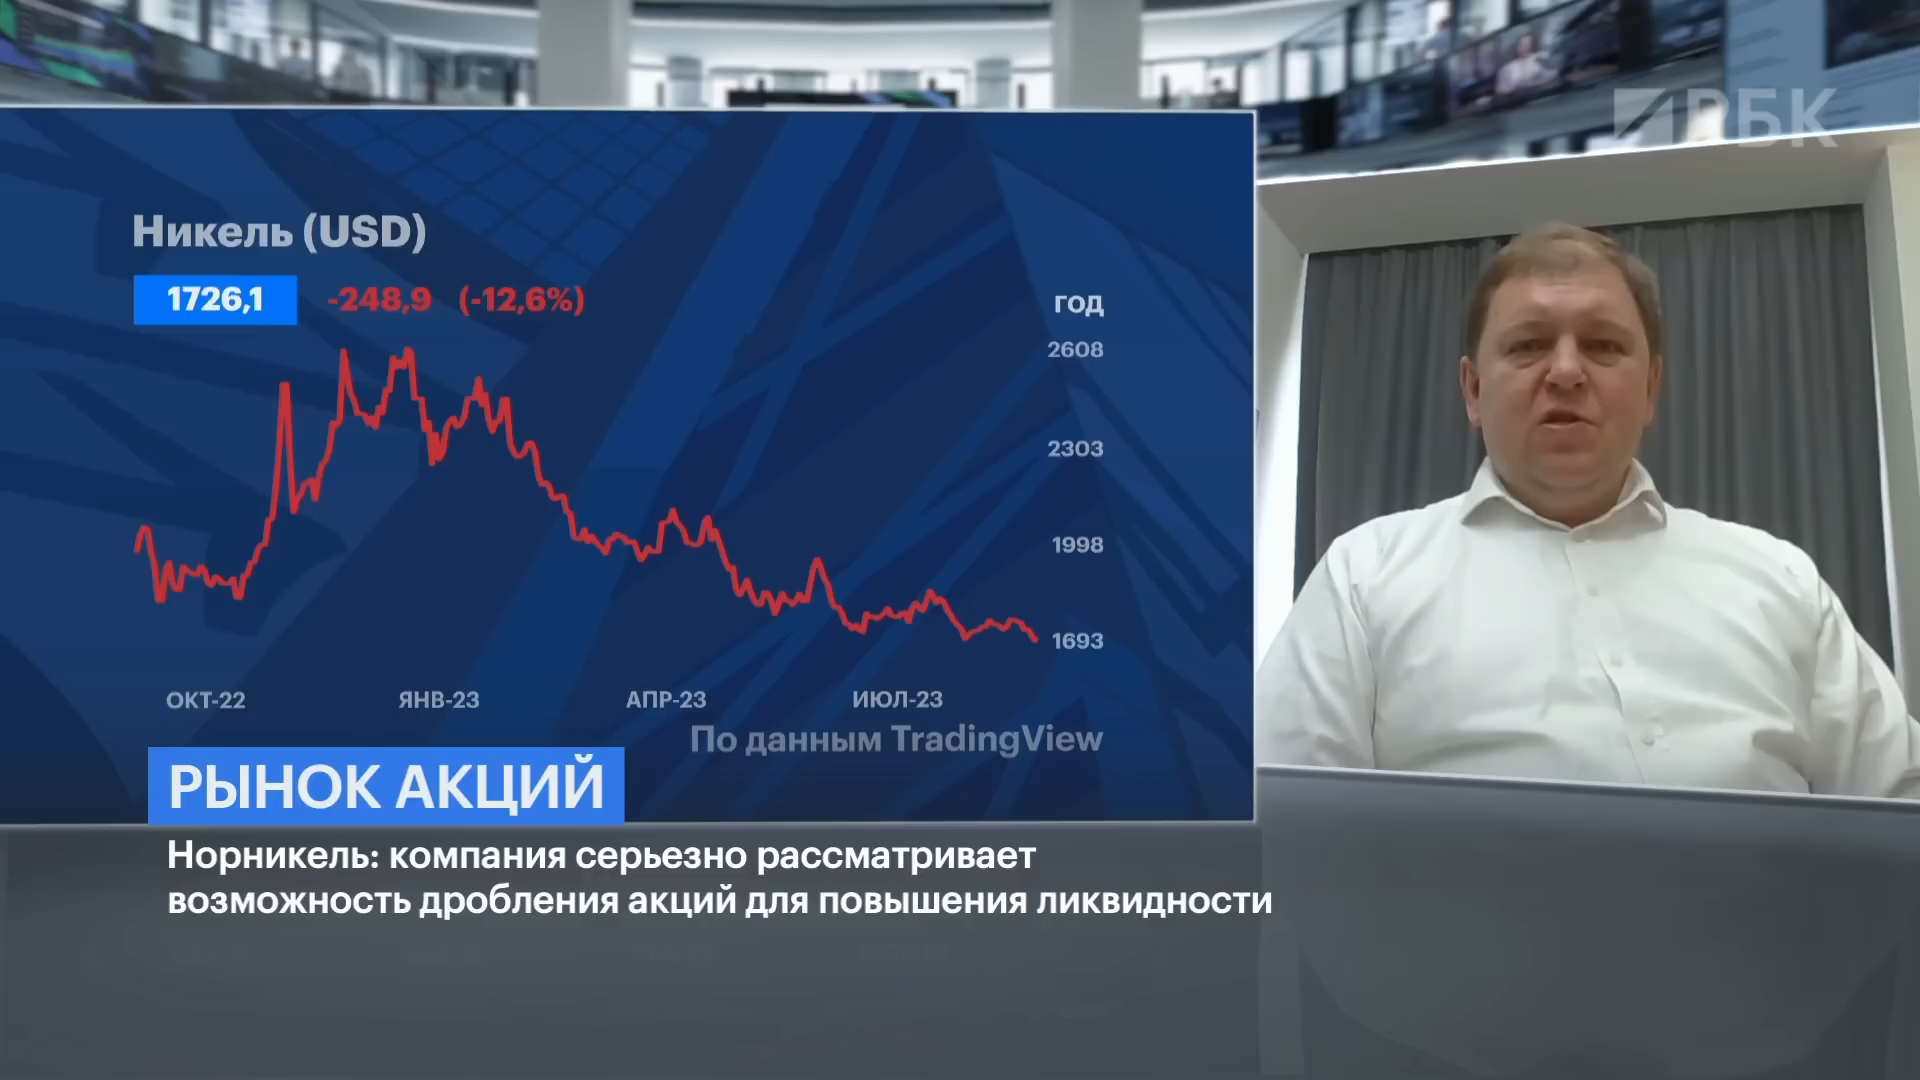 РБК
Никель (USD)
1726,1 -248,9 (-12,6%)
ГОД
2608
2303
1998
1693
ОКТ-22 ЯНВ-23 АПР-23 ИЮЛ-23
По данным TradingView
РЫНОК АКЦИЙ
Норникель: компания серьезно рассматривает
возможность дробления акций для повышения ликвидности